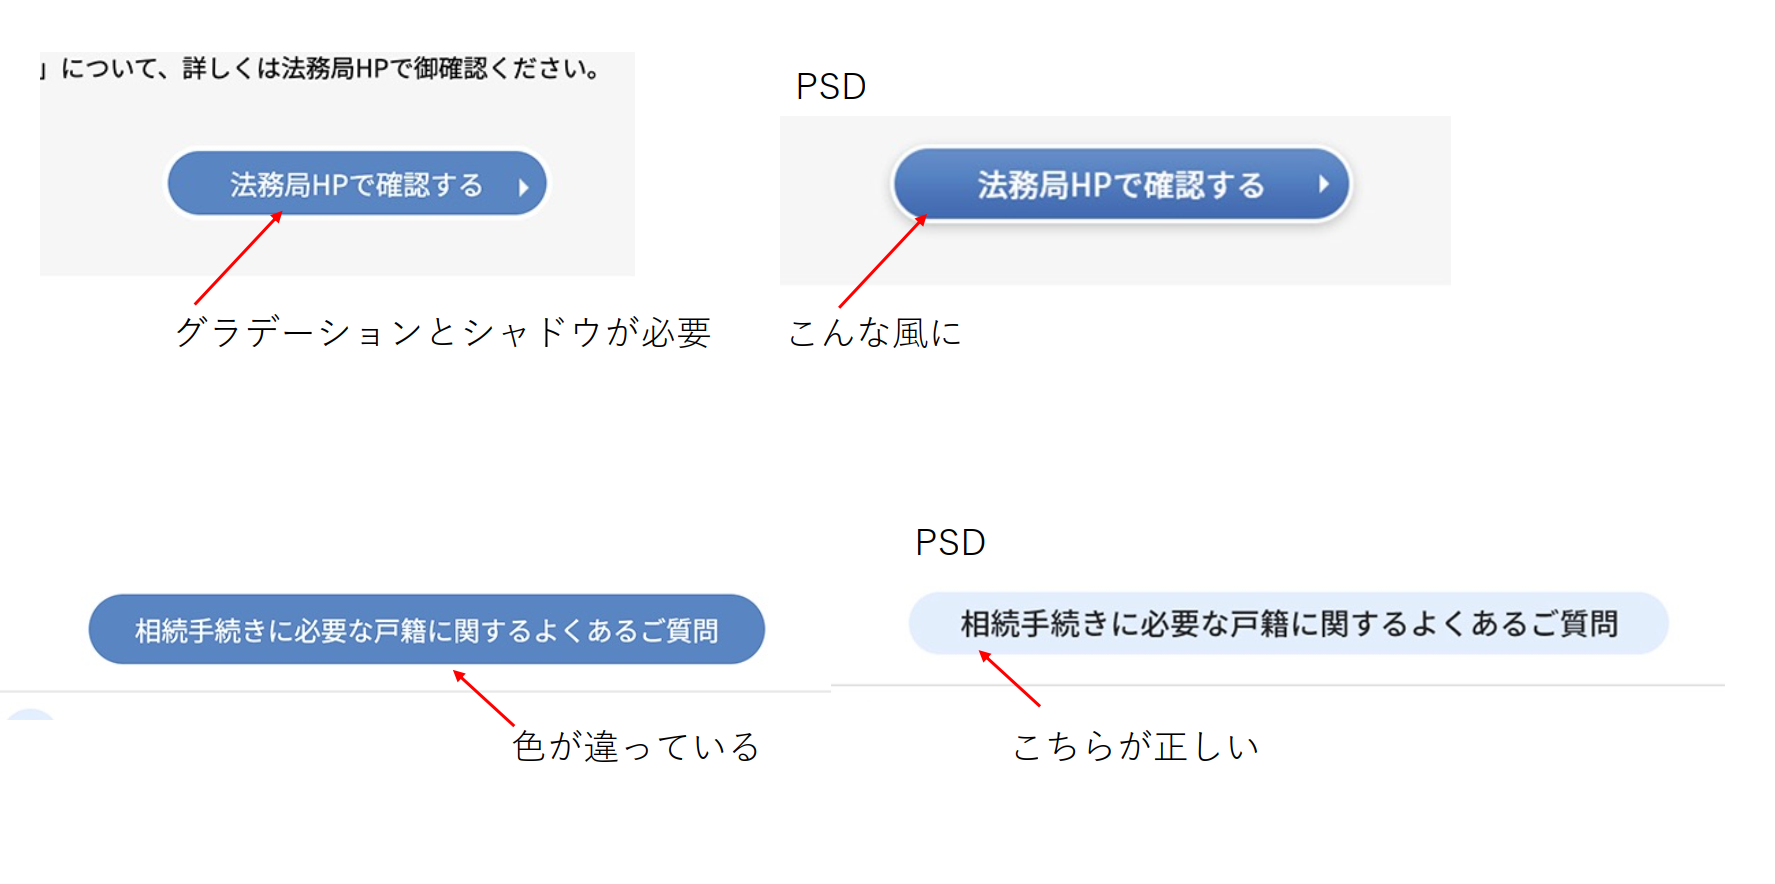 」について、詳しくは法務局HPで御確認ください。
法務局HPで確認する
グラデーションとシャドウが必要
PSD
法務局HPで確認する
こんな風に
相続手続きに必要な戸籍に関するよくあるご質問
色が違っている
PSD
相続手続きに必要な戸籍に関するよくあるご質問
こちらが正しい